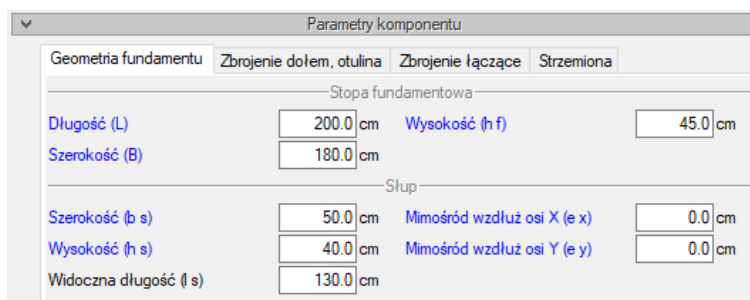 Parametry komponentu
Geometria fundamentu Zbrojenie dołem, otulina Zbrojenie łączące Strzemiona
Stopa fundamentowa
Długość (L) 200.0 cm Wysokość (h f) 45.0 cm
Szerokość (B) 180.0 cm
Słup
Szerokość (b s) 50.0 cm Mimośród wzdłuż osi X (e x) 0.0 cm
Wysokość (h s) 40.0 cm Mimośród wzdłuż osi Y (e y) 0.0 cm
Widoczna długość (l s) 130.0 cm